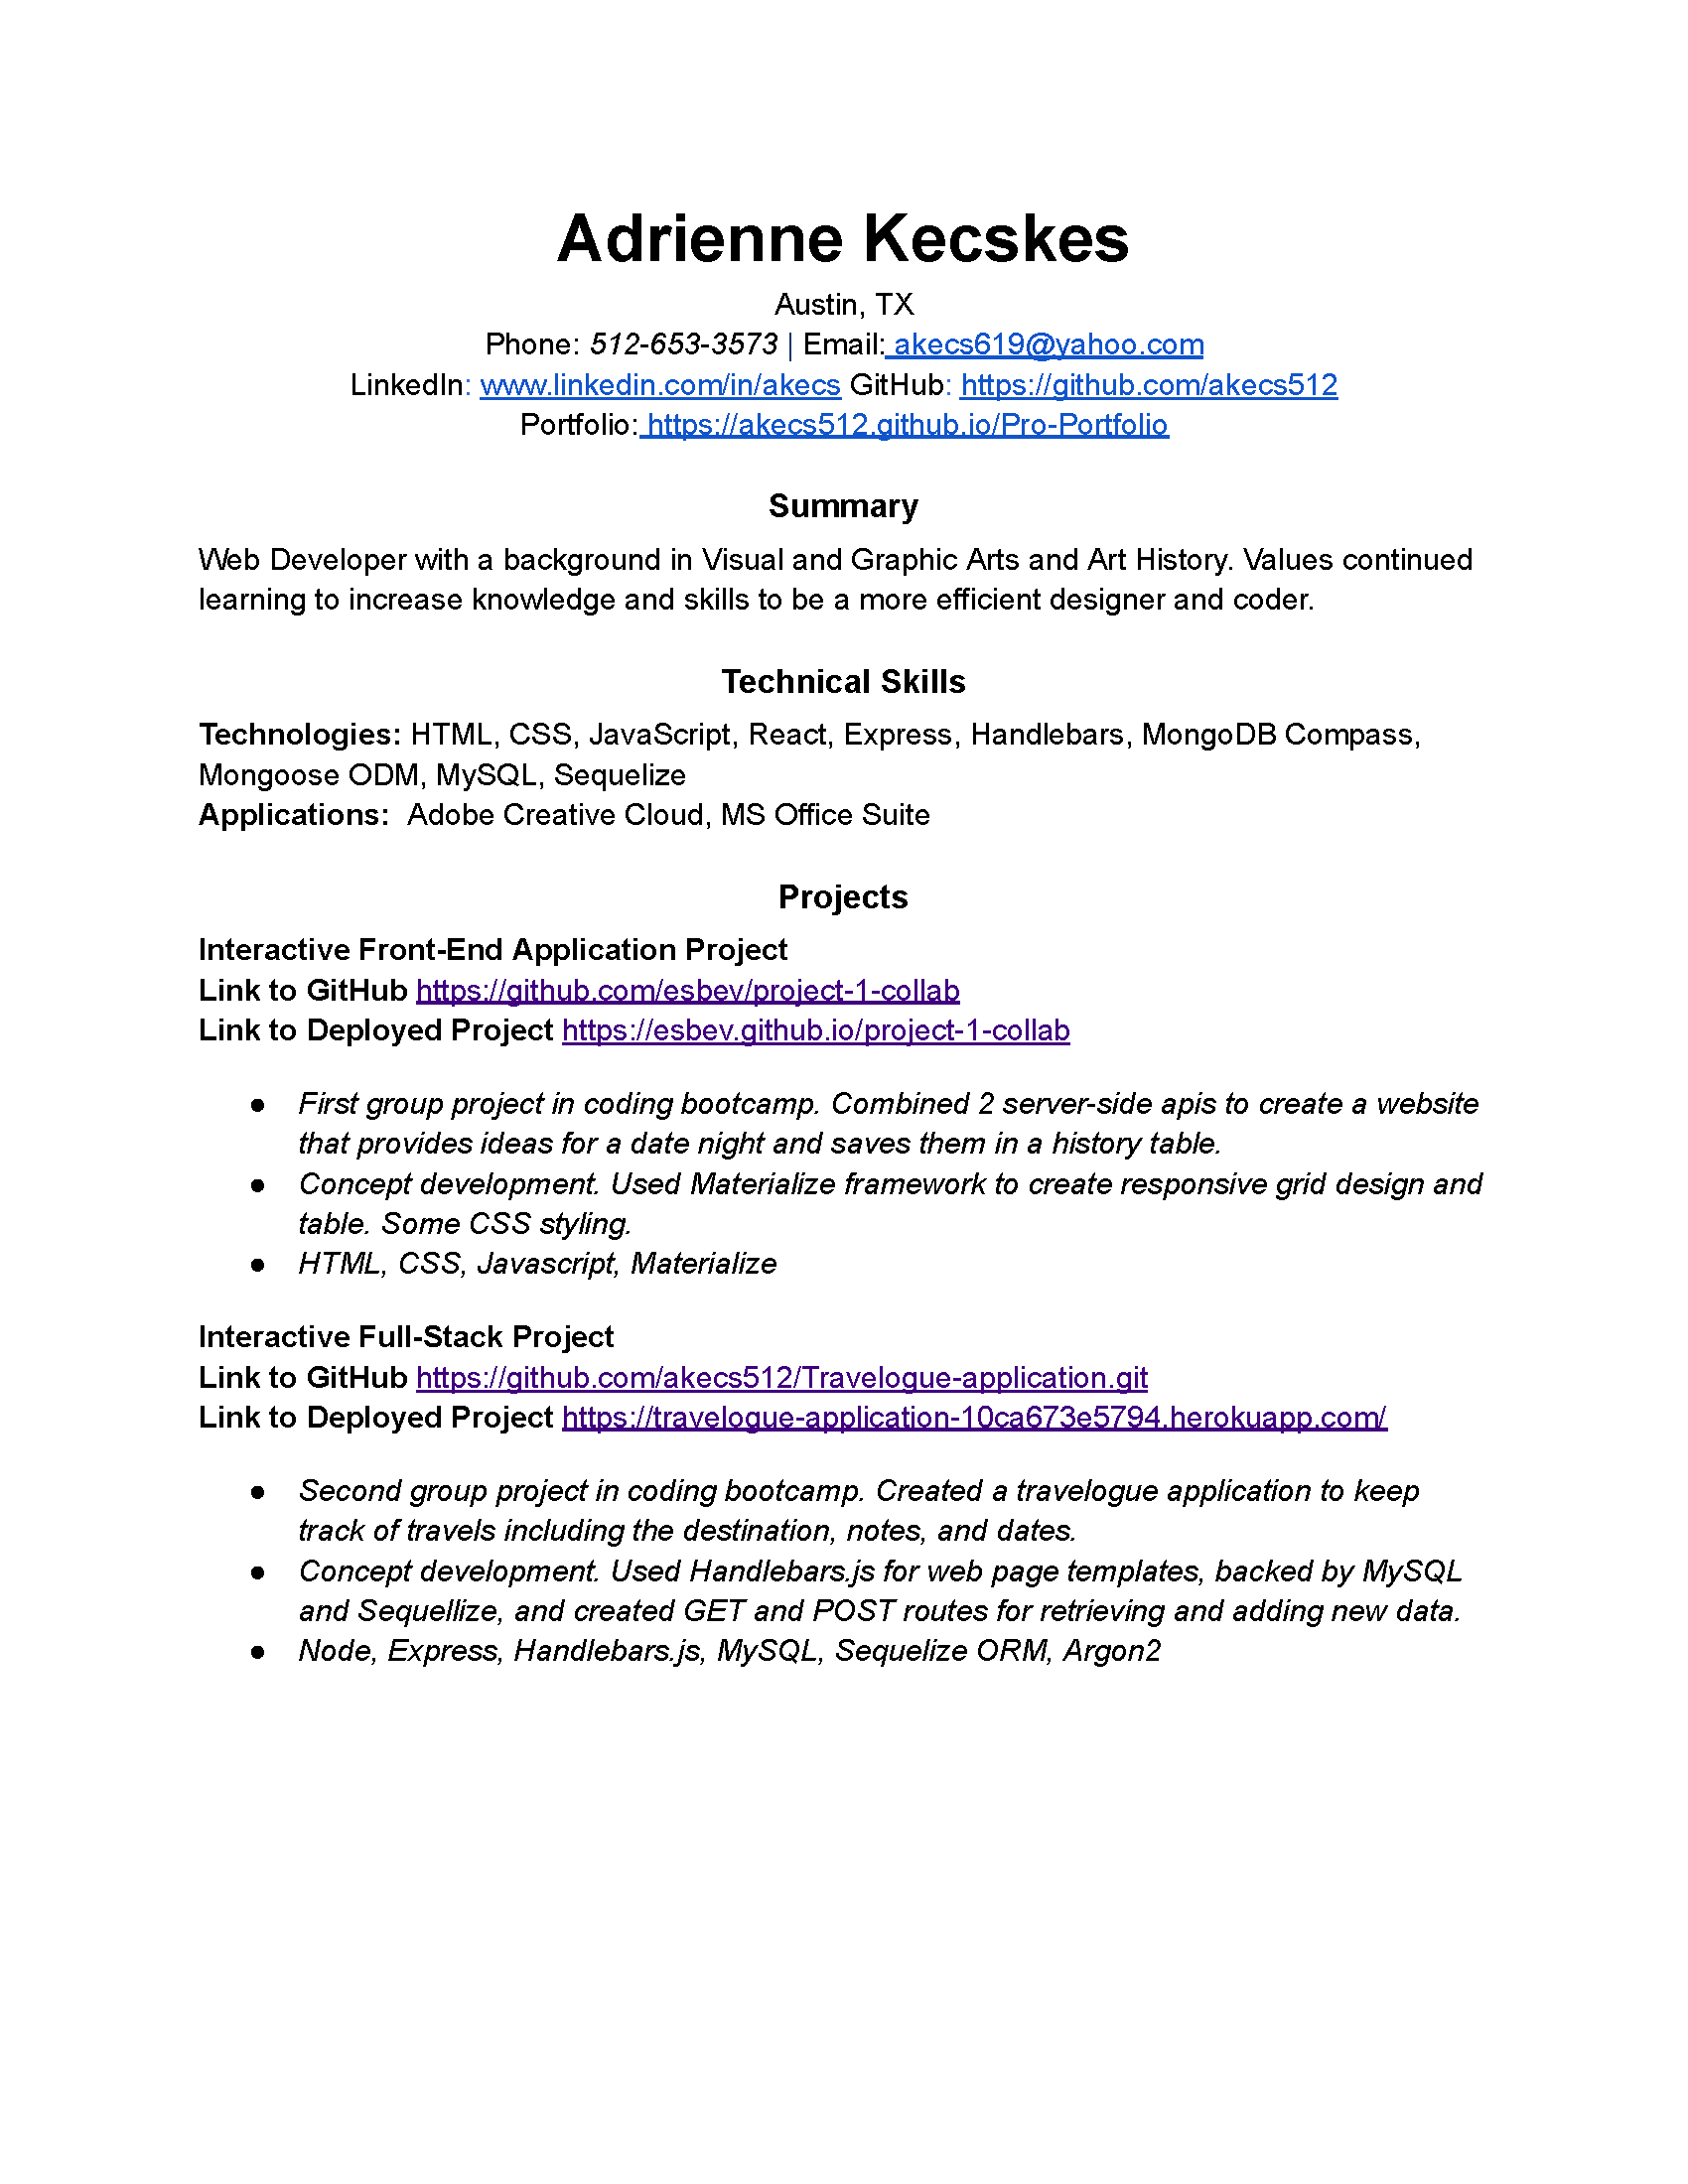 Adrienne Kecskes
Austin, TX
Phone: 512-653-3573 | Email: akecs619@yahoo.com
LinkedIn: www.linkedin.com/in/akecs GitHub: https://github.com/akecs512
Portfolio: https://akecs512.github.io/Pro-Portfolio
Summary
Web Developer with a background in Visual and Graphic Arts and Art History. Values continued
learning to increase knowledge and skills to be a more efficient designer and coder.
Technical Skills
Technologies: HTML, CSS, JavaScript, React, Express, Handlebars, MongoDB Compass,
Mongoose ODM, MySQL, Sequelize
Applications: Adobe Creative Cloud, MS Office Suite
Projects
Interactive Front-End Application Project
Link to GitHub https://github.com/esbev/project-1-collab
Link to Deployed Project https://esbev.github.io/project-1-collab
● First group project in coding bootcamp. Combined 2 server-side apis to create a website
that provides ideas for a date night and saves them in a history table.
● Concept development. Used Materialize framework to create responsive grid design and
table. Some CSS styling.
● HTML, CSS, Javascript, Materialize
Interactive Full-Stack Project
Link to GitHub https://github.com/akecs512/Travelogue-application.git
Link to Deployed Project https://travelogue-application-10ca673e5794.herokuapp.com/
● Second group project in coding bootcamp. Created a travelogue application to keep
track of travels including the destination, notes, and dates.
● Concept development. Used Handlebars.js for web page templates, backed by MySQL
and Sequellize, and created GET and POST routes for retrieving and adding new data.
● Node, Express, Handlebars.js, MySQL, Sequelize ORM, Argon2